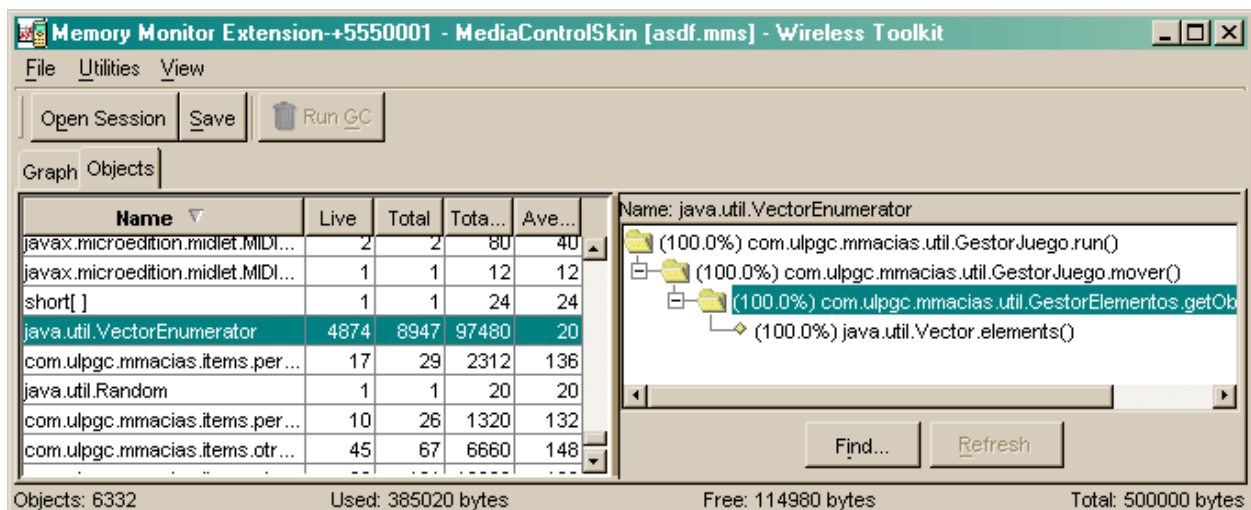 Memory Monitor Extension-+5550001 - MediaControlSkin [asdf.mms] - Wireless Toolkit
File Utilities View
Open Session Save Run GC
Graph Objects
Name Live Total Tota... Ave...
javax.microedition.midlet.MIDI... 2 2 80 40
javax.microedition.midlet.MIDI... 1 1 12 12
short[ ] 1 1 24 24
java.util.VectorEnumerator 4874 8947 97480 20
com.ulpgc.mmacias.items.per... 17 29 2312 136
java.util.Random 1 1 20 20
com.ulpgc.mmacias.items.per... 10 26 1320 132
com.ulpgc.mmacias.items.otr... 45 67 6660 148
Name: java.util.VectorEnumerator
(100.0%) com.ulpgc.mmacias.util.GestorJuego.run()
(100.0%) com.ulpgc.mmacias.util.GestorJuego.mover()
(100.0%) com.ulpgc.mmacias.util.GestorElementos.getOb
(100.0%) java.util.Vector.elements()
Find... Refresh
Objects: 6332 Used: 385020 bytes Free: 114980 bytes Total: 500000 bytes